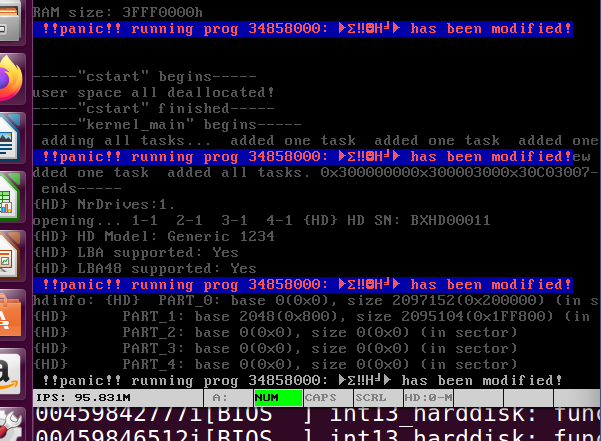 RAM size: 3FFF0000h
!!panic!! running prog 34858000: has been modified!
-----"cstart" begins-----
user space all deallocated!
-----"cstart" finished-----
-----"kernel_main" begins-----
adding all tasks... added one task added one task added one
!!panic!! running prog 34858000: has been modified!ew
dded one task added all tasks. 0x300000000x300003000x30C03007-
ends-----
{HD} NrDrives:1.
opening... 1-1 2-1 3-1 4-1 {HD} HD SN: BXHD00011
{HD} HD Model: Generic 1234
{HD} LBA supported: Yes
{HD} LBA48 supported: Yes
!!panic!! running prog 34858000: has been modified!
hdinfo: {HD} PART_0: base 0(0x0), size 2097152(0x200000) (in s
{HD} PART_1: base 2048(0x800), size 2095104(0x1FF800) (in
{HD} PART_2: base 0(0x0), size 0(0x0) (in sector)
{HD} PART_3: base 0(0x0), size 0(0x0) (in sector)
{HD} PART_4: base 0(0x0), size 0(0x0) (in sector)
!!panic!! running prog 34858000: has been modified!
IPS: 95.831M A: NUM CAPS SCRL HD:0-M
00459842777i[BIOS ] int13_harddisk: func
00459846512i[BIOS ] int13_harddisk: func